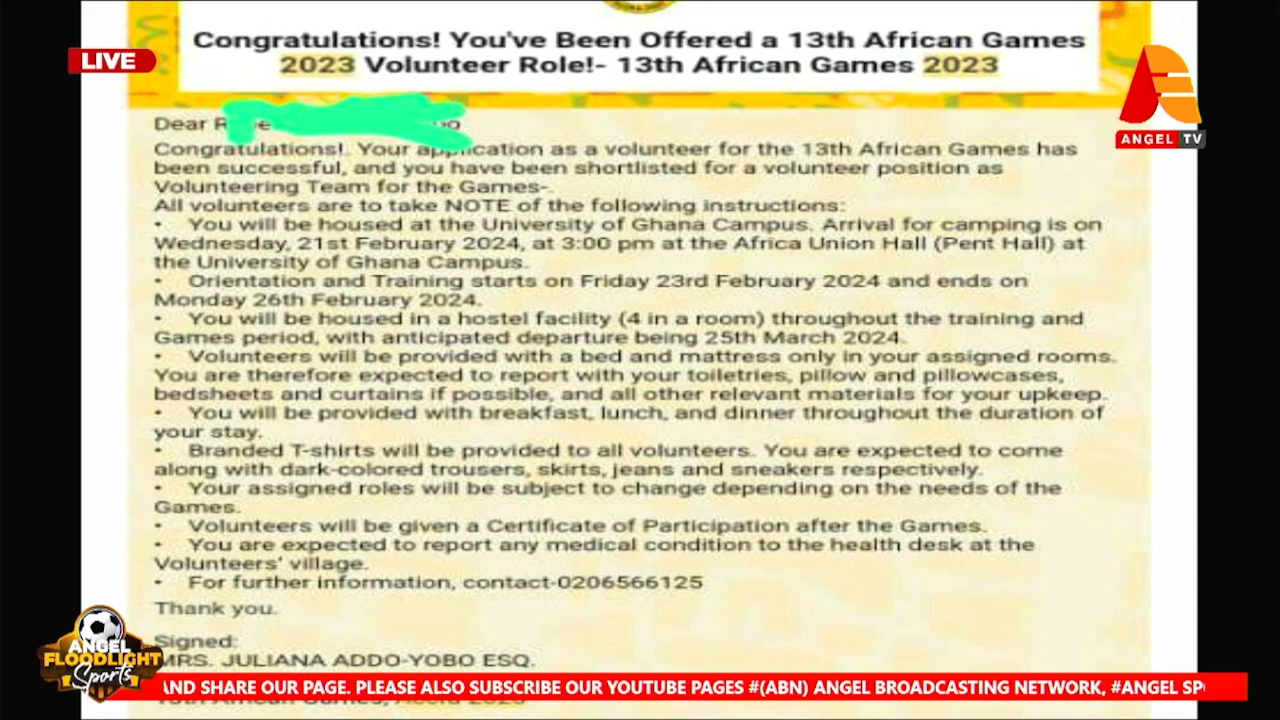 Congratulations! You've Been Offered a 13th African Games
2023 Volunteer Role!- 13th African Games 2023
LIVE
ANGEL TV
Dear
Congratulations!. Your application as a volunteer for the 13th African Games has
been successful, and you have been shortlisted for a volunteer position as
Volunteering Team for the Games-.
All volunteers are to take NOTE of the following instructions:
• You will be housed at the University of Ghana Campus. Arrival for camping is on
Wednesday, 21st February 2024, at 3:00 pm at the Africa Union Hall (Pent Hall) at
the University of Ghana Campus.
• Orientation and Training starts on Friday 23rd February 2024 and ends on
Monday 26th February 2024.
• You will be housed in a hostel facility (4 in a room) throughout the training and
Games period, with anticipated departure being 25th March 2024.
• Volunteers will be provided with a bed and mattress only in your assigned rooms.
You are therefore expected to report with your toiletries, pillow and pillowcases,
bedsheets and curtains if possible, and all other relevant materials for your upkeep.
• You will be provided with breakfast, lunch, and dinner throughout the duration of
your stay.
• Branded T-shirts will be provided to all volunteers. You are expected to come
along with dark-colored trousers, skirts, jeans and sneakers respectively.
• Your assigned roles will be subject to change depending on the needs of the
Games.
• Volunteers will be given a Certificate of Participation after the Games.
• You are expected to report any medical condition to the health desk at the
Volunteers' village.
• For further information, contact-0206566125
Thank you.
Signed:
MRS. JULIANA ADDO-YOBO ESQ.
ANGEL
FLOODLIGHT
Sports
AND SHARE OUR PAGE. PLEASE ALSO SUBSCRIBE OUR YOUTUBE PAGES #(ABN) ANGEL BROADCASTING NETWORK, #ANGEL
13th African Games, Accra 2023